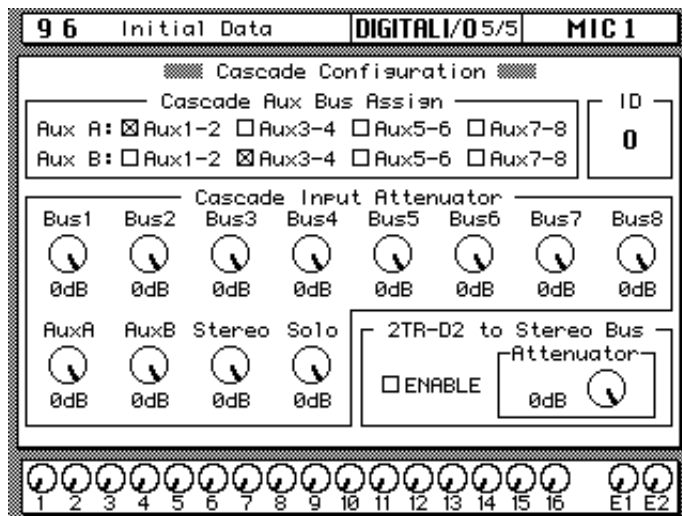 96 Initial Data DIGITAL I/O 5/5 MIC 1
Cascade Configuration
Cascade Aux Bus Assign ID
Aux A: Aux1-2 Aux3-4 Aux5-6 Aux7-8
0
Aux B: Aux1-2 Aux3-4 Aux5-6 Aux7-8
Cascade Input Attenuator
Bus1 Bus2 Bus3 Bus4 Bus5 Bus6 Bus7 Bus8
0dB 0dB 0dB 0dB 0dB 0dB 0dB 0dB
AuxA AuxB Stereo Solo
0dB 0dB 0dB 0dB
2TR-D2 to Stereo Bus
Attenuator
ENABLE
0dB
1 2 3 4 5 6 7 8 9 10 11 12 13 14 15 16 E1 E2